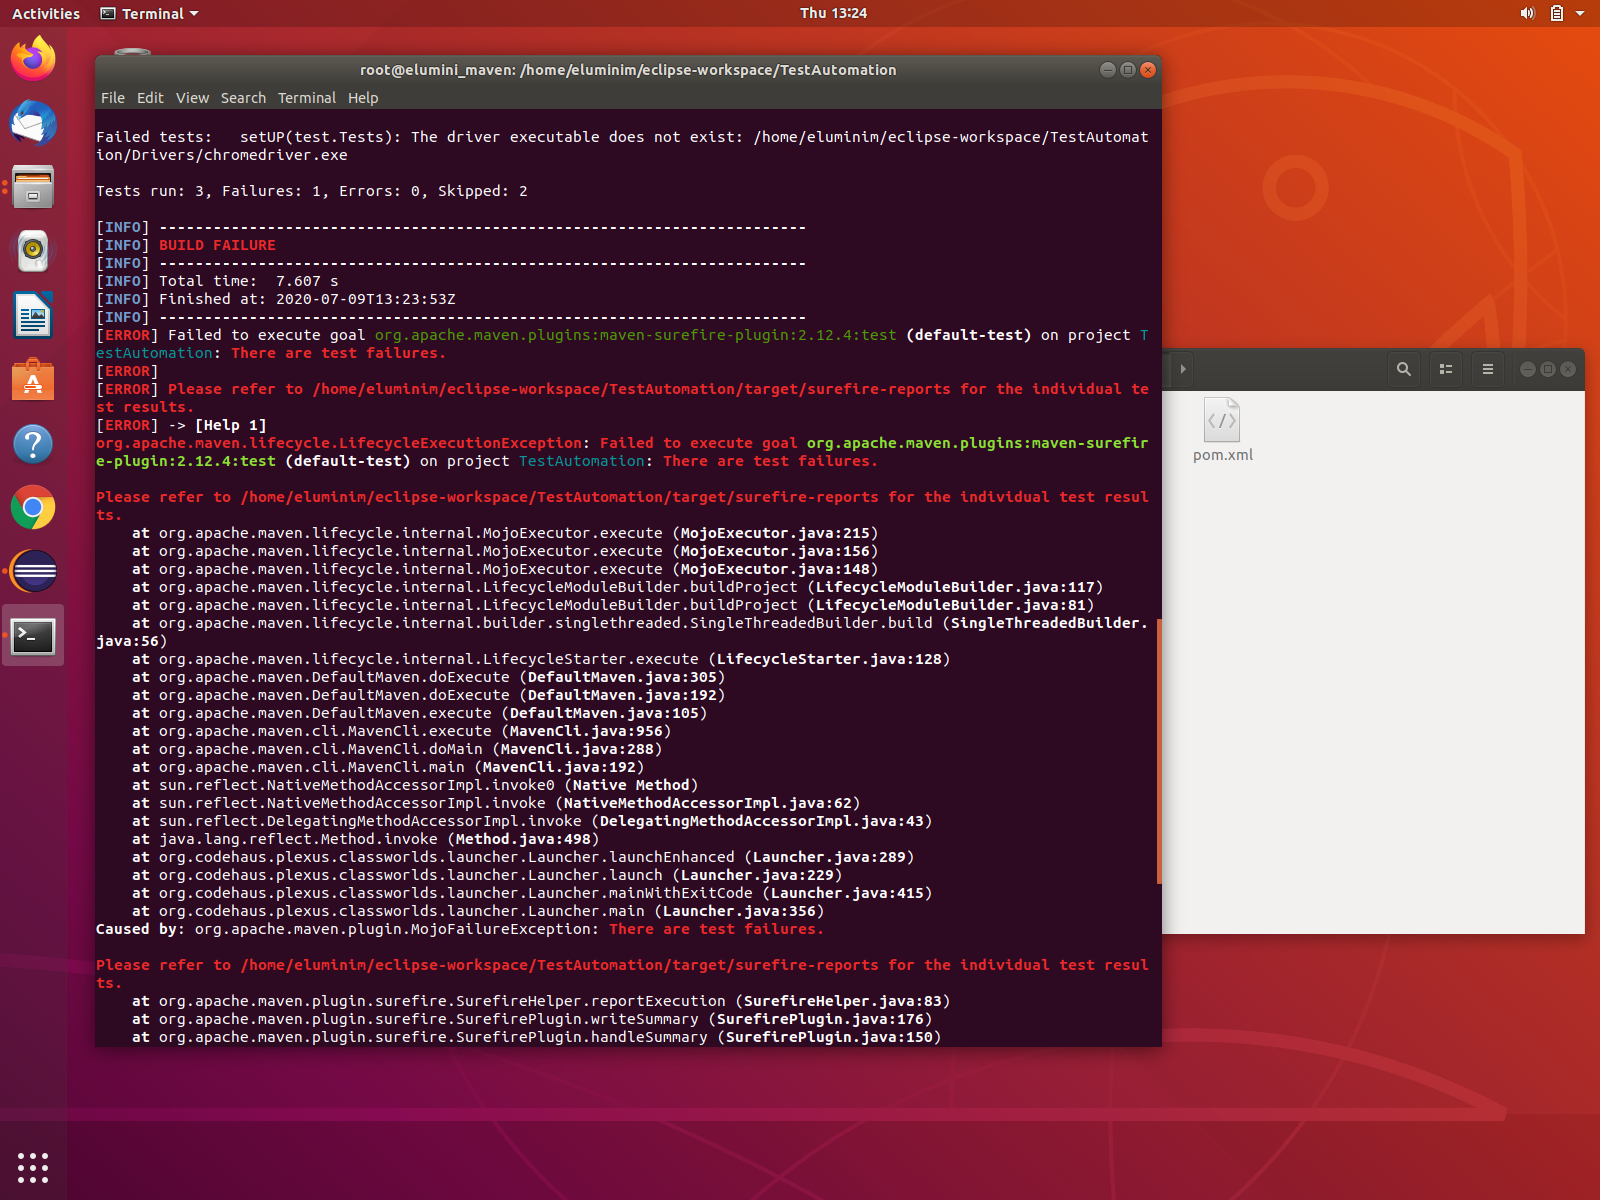 Activities
Terminal
Thu 13:24
root@elumini_maven: /home/eluminim/eclipse-workspace/TestAutomation
File Edit View Search Terminal Help
Failed tests:   setUP(test.Tests): The driver executable does not exist: /home/eluminim/eclipse-workspace/TestAutomat
ion/Drivers/chromedriver.exe
Tests run: 3, Failures: 1, Errors: 0, Skipped: 2
[INFO] ------------------------------------------------------------------------
[INFO] BUILD FAILURE
[INFO] ------------------------------------------------------------------------
[INFO] Total time:  7.607 s
[INFO] Finished at: 2020-07-09T13:23:53Z
[INFO] ------------------------------------------------------------------------
[ERROR] Failed to execute goal org.apache.maven.plugins:maven-surefire-plugin:2.12.4:test (default-test) on project T
estAutomation: There are test failures.
[ERROR]
[ERROR] Please refer to /home/eluminim/eclipse-workspace/TestAutomation/target/surefire-reports for the individual te
st results.
[ERROR] -> [Help 1]
org.apache.maven.lifecycle.LifecycleExecutionException: Failed to execute goal org.apache.maven.plugins:maven-surefir
e-plugin:2.12.4:test (default-test) on project TestAutomation: There are test failures.
Please refer to /home/eluminim/eclipse-workspace/TestAutomation/target/surefire-reports for the individual test resul
ts.
    at org.apache.maven.lifecycle.internal.MojoExecutor.execute (MojoExecutor.java:215)
    at org.apache.maven.lifecycle.internal.MojoExecutor.execute (MojoExecutor.java:156)
    at org.apache.maven.lifecycle.internal.MojoExecutor.execute (MojoExecutor.java:148)
    at org.apache.maven.lifecycle.internal.LifecycleModuleBuilder.buildProject (LifecycleModuleBuilder.java:117)
    at org.apache.maven.lifecycle.internal.LifecycleModuleBuilder.buildProject (LifecycleModuleBuilder.java:81)
    at org.apache.maven.lifecycle.internal.builder.singlethreaded.SingleThreadedBuilder.build (SingleThreadedBuilder.
java:56)
    at org.apache.maven.lifecycle.internal.LifecycleStarter.execute (LifecycleStarter.java:128)
    at org.apache.maven.DefaultMaven.doExecute (DefaultMaven.java:305)
    at org.apache.maven.DefaultMaven.doExecute (DefaultMaven.java:192)
    at org.apache.maven.DefaultMaven.execute (DefaultMaven.java:105)
    at org.apache.maven.cli.MavenCli.execute (MavenCli.java:956)
    at org.apache.maven.cli.MavenCli.doMain (MavenCli.java:288)
    at org.apache.maven.cli.MavenCli.main (MavenCli.java:192)
    at sun.reflect.NativeMethodAccessorImpl.invoke0 (Native Method)
    at sun.reflect.NativeMethodAccessorImpl.invoke (NativeMethodAccessorImpl.java:62)
    at sun.reflect.DelegatingMethodAccessorImpl.invoke (DelegatingMethodAccessorImpl.java:43)
    at java.lang.reflect.Method.invoke (Method.java:498)
    at org.codehaus.plexus.classworlds.launcher.Launcher.launchEnhanced (Launcher.java:289)
    at org.codehaus.plexus.classworlds.launcher.Launcher.launch (Launcher.java:229)
    at org.codehaus.plexus.classworlds.launcher.Launcher.mainWithExitCode (Launcher.java:415)
    at org.codehaus.plexus.classworlds.launcher.Launcher.main (Launcher.java:356)
Caused by: org.apache.maven.plugin.MojoFailureException: There are test failures.
Please refer to /home/eluminim/eclipse-workspace/TestAutomation/target/surefire-reports for the individual test resul
ts.
    at org.apache.maven.plugin.surefire.SurefireHelper.reportExecution (SurefireHelper.java:83)
    at org.apache.maven.plugin.surefire.SurefirePlugin.writeSummary (SurefirePlugin.java:176)
    at org.apache.maven.plugin.surefire.SurefirePlugin.handleSummary (SurefirePlugin.java:150)
pom.xml